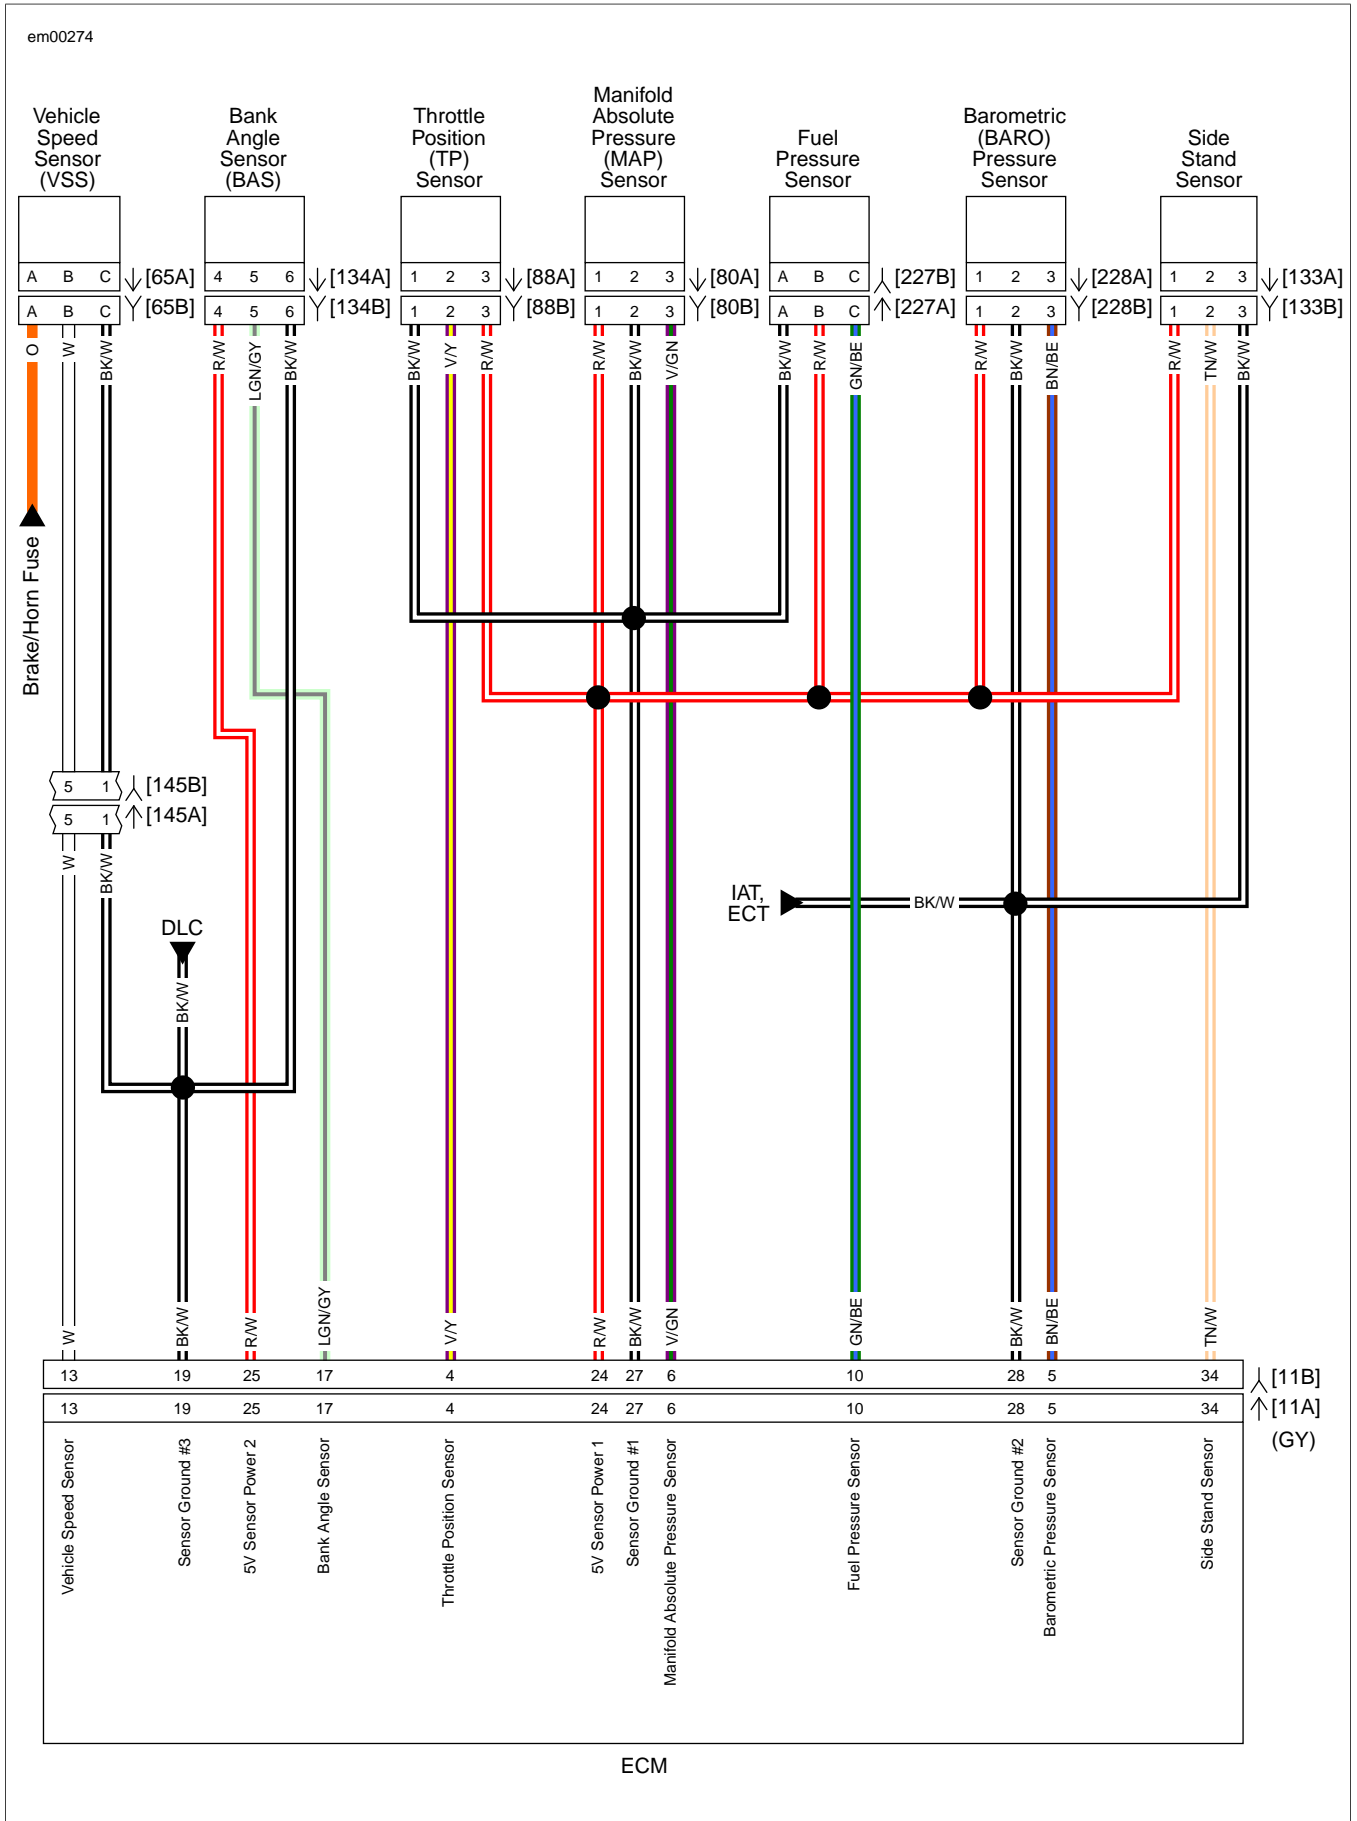 em00274
Vehicle
Speed
Sensor
(VSS)
Bank
Angle
Sensor
(BAS)
Throttle
Position
(TP)
Sensor
Manifold
Absolute
Pressure
(MAP)
Sensor
Fuel
Pressure
Sensor
Barometric
(BARO)
Pressure
Sensor
Side
Stand
Sensor
A B C [65A] 4 5 6 [134A] 1 2 3 [88A] 1 2 3 [80A] A B C [227B] 1 2 3 [228A] 1 2 3 [133A]
A B C [65B] 4 5 6 [134B] 1 2 3 [88B] 1 2 3 [80B] A B C [227A] 1 2 3 [228B] 1 2 3 [133B]
O W BK/W R/W LGN/GY BK/W BK/W V/Y R/W R/W BK/W V/GN BK/W R/W GN/BE R/W BK/W BN/BE R/W TN/W BK/W
Brake/Horn Fuse
5 1 [145B]
5 1 [145A]
W BK/W
IAT,
ECT
BK/W
DLC
BK/W
W BK/W R/W LGN/GY V/Y R/W BK/W V/GN GN/BE BK/W BN/BE TN/W
13 19 25 17 4 24 27 6 10 28 5 34 [11B]
13 19 25 17 4 24 27 6 10 28 5 34 [11A]
(GY)
Vehicle Speed Sensor
Sensor Ground #3
5V Sensor Power 2
Bank Angle Sensor
Throttle Position Sensor
5V Sensor Power 1
Sensor Ground #1
Manifold Absolute Pressure Sensor
Fuel Pressure Sensor
Sensor Ground #2
Barometric Pressure Sensor
Side Stand Sensor
ECM